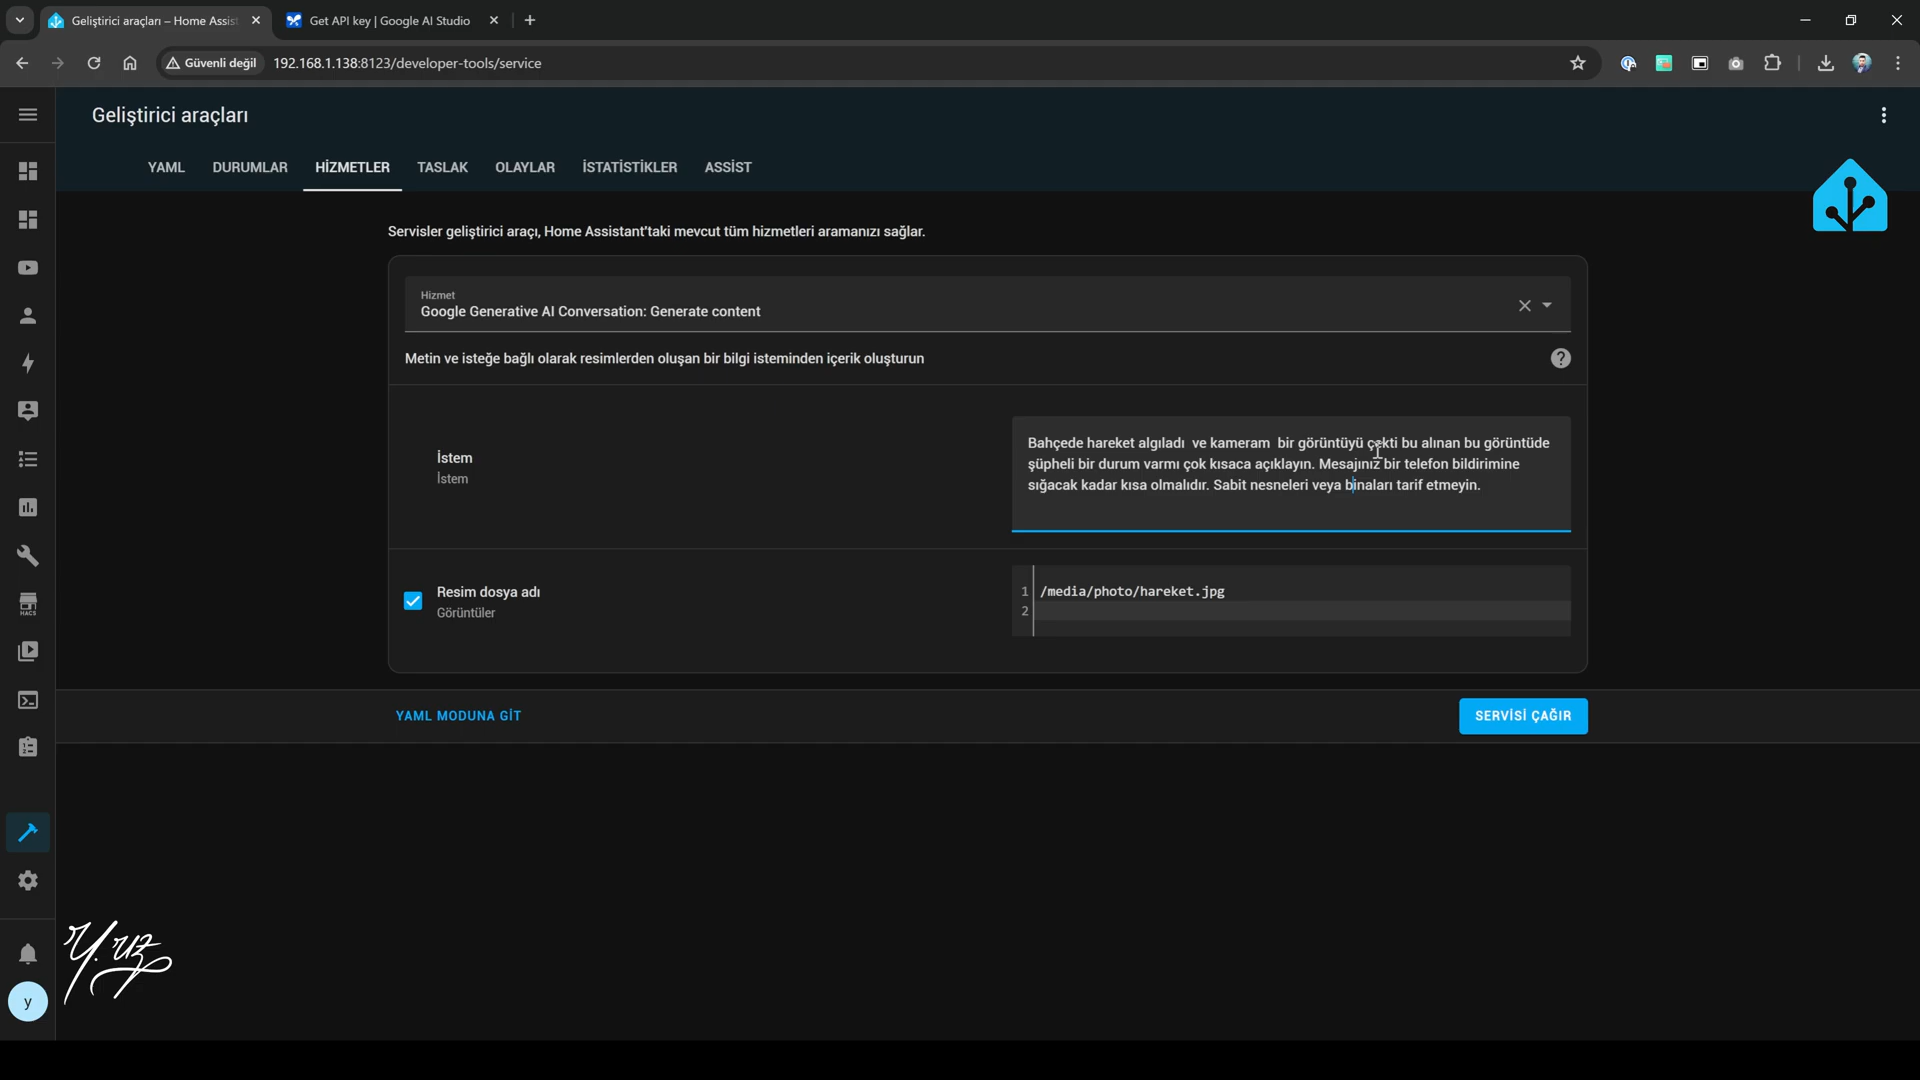 Geliştirici araçları – Home Assist
Get API key | Google AI Studio
Güvenli değil
192.168.1.138:8123/developer-tools/service
Geliştirici araçları
YAML
DURUMLAR
HİZMETLER
TASLAK
OLAYLAR
İSTATİSTİKLER
ASSİST
Servisler geliştirici aracı, Home Assistant'taki mevcut tüm hizmetleri aramanızı sağlar.
Hizmet
Google Generative AI Conversation: Generate content
Metin ve isteğe bağlı olarak resimlerden oluşan bir bilgi isteminden içerik oluşturun
İstem
İstem
Bahçede hareket algıladı  ve kameram  bir görüntüyü çekti bu alınan bu görüntüde
şüpheli bir durum varmı çok kısaca açıklayın. Mesajınız bir telefon bildirimine
sığacak kadar kısa olmalıdır. Sabit nesneleri veya binaları tarif etmeyin.
Resim dosya adı
Görüntüler
1 /media/photo/hareket.jpg
2
YAML MODUNA GİT
SERVİSİ ÇAĞIR
HACS
Y. uz
y